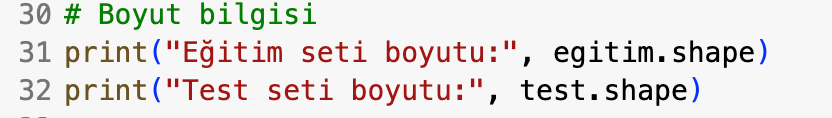 30 # Boyut bilgisi
31 print("Eğitim seti boyutu:", egitim.shape)
32 print("Test seti boyutu:", test.shape)